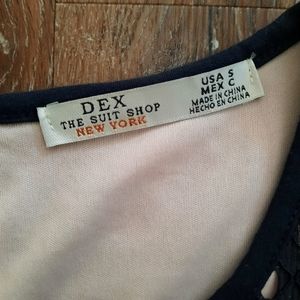 DEX
THE SUIT SHOP
NEW YORK
USA S
MEX C
MADE IN CHINA
HECHO EN CHINA